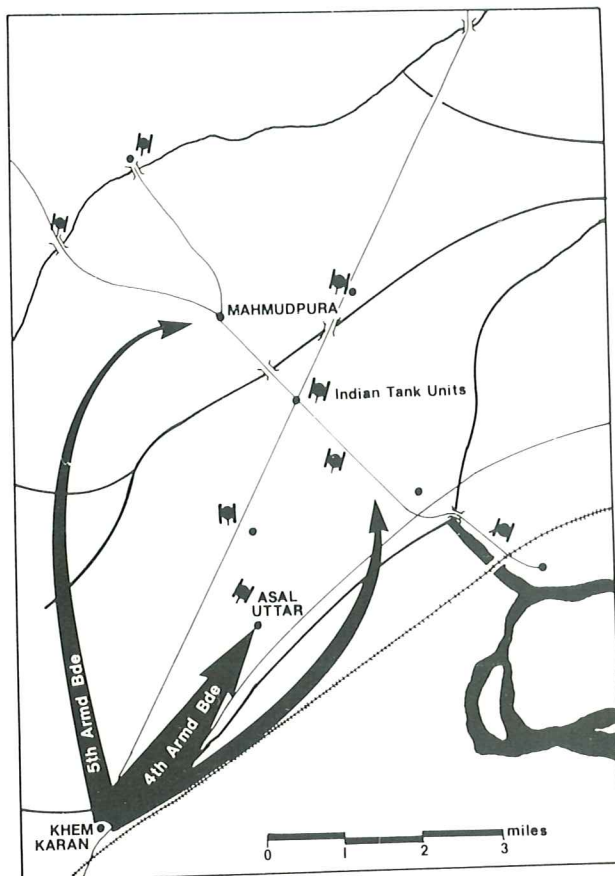 MAHMUDPURA
Indian Tank Units
ASAL
UTTAR
5th Armd Bde
4th Armd Bde
KHEM
KARAN
miles
0 1 2 3